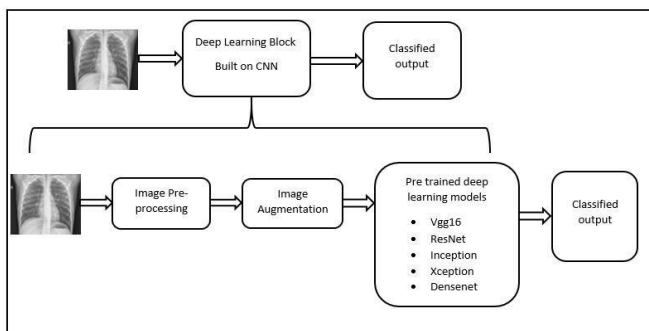 Deep Learning Block
Built on CNN
Classified
output
Image Pre-
processing
Image
Augmentation
Pre trained deep
learning models
• Vgg16
• ResNet
• Inception
• Xception
• Densenet
Classified
output